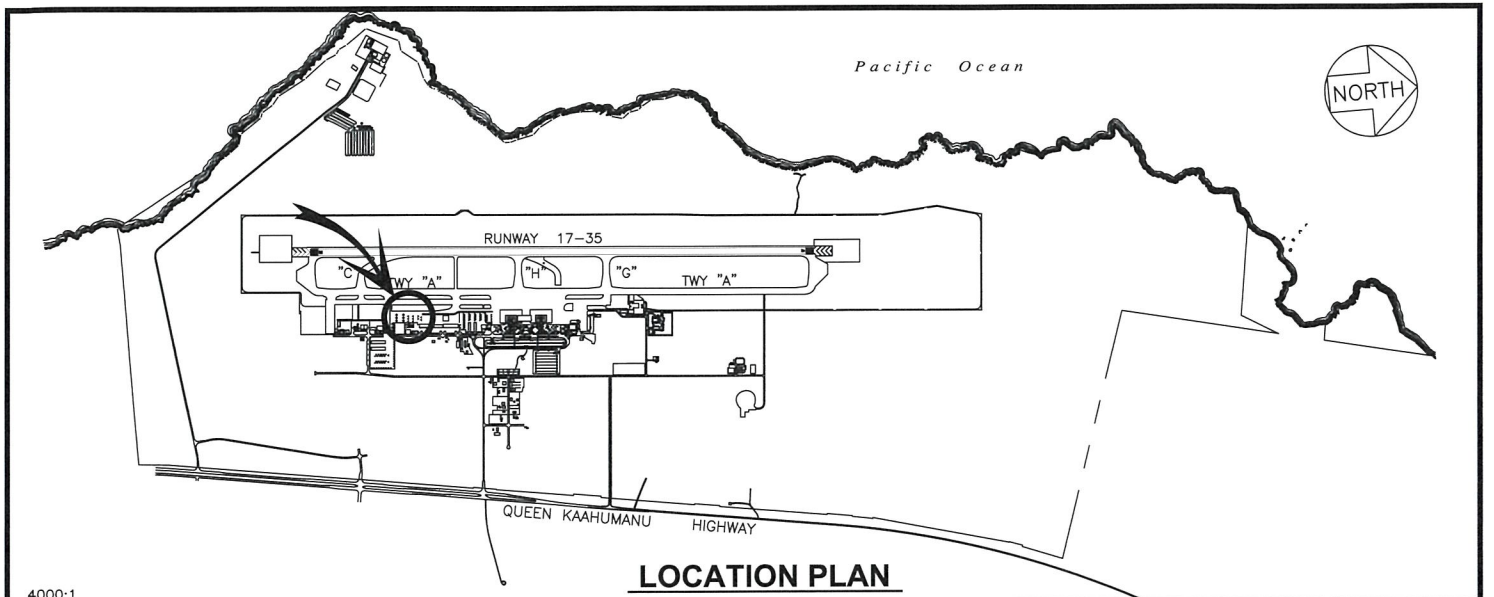 Pacific Ocean
NORTH
RUNWAY 17-35
"C
TWY "A"
"H"
"G"
TWY "A"
QUEEN KAAHUMANU HIGHWAY
LOCATION PLAN
4000:1